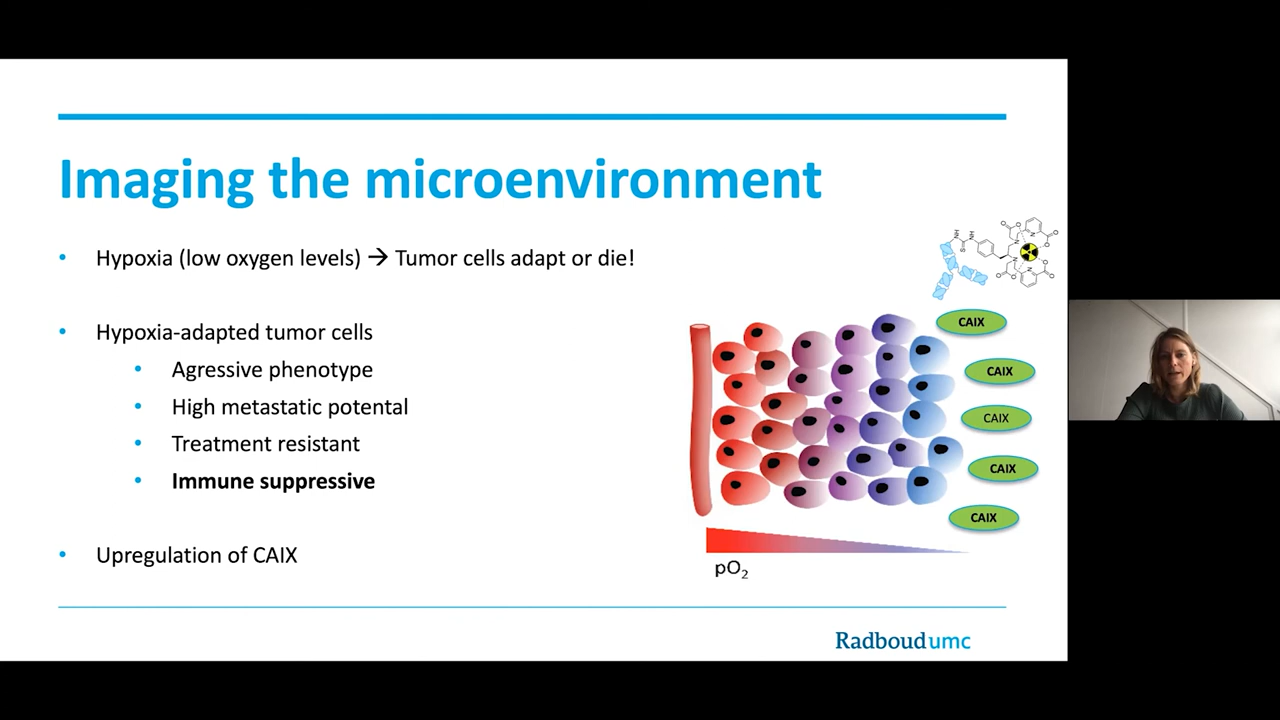 Imaging the microenvironment
• Hypoxia (low oxygen levels) → Tumor cells adapt or die!
• Hypoxia-adapted tumor cells
• Agressive phenotype
• High metastatic potential
• Treatment resistant
• Immune suppressive
• Upregulation of CAIX
CAIX
CAIX
CAIX
CAIX
CAIX
pO₂
Radboudumc